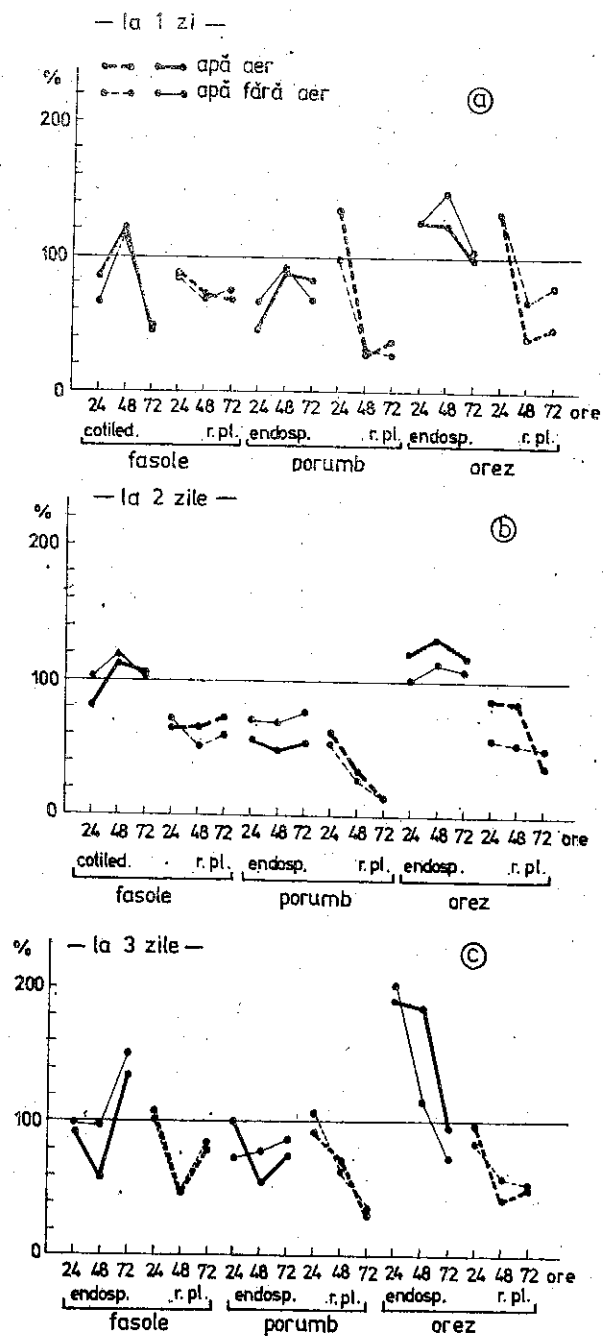 — la 1 zi —
% apă aer
apă fără aer
ⓐ
200
100
0
24 48 72 24 48 72 24 48 72 24 48 72 24 48 72 24 48 72 ore
cotiled. r. pl. endosp. r. pl. endosp. r. pl.
fasole porumb orez
— la 2 zile —
% ⓑ
200
100
0
24 48 72 24 48 72 24 48 72 24 48 72 24 48 72 24 48 72 ore
cotiled. r. pl. endosp. r. pl. endosp. r. pl.
fasole porumb orez
— la 3 zile —
% ⓒ
200
100
0
24 48 72 24 48 72 24 48 72 24 48 72 24 48 72 24 48 72 ore
endosp. r. pl. endosp. r. pl. endosp. r. pl.
fasole porumb orez